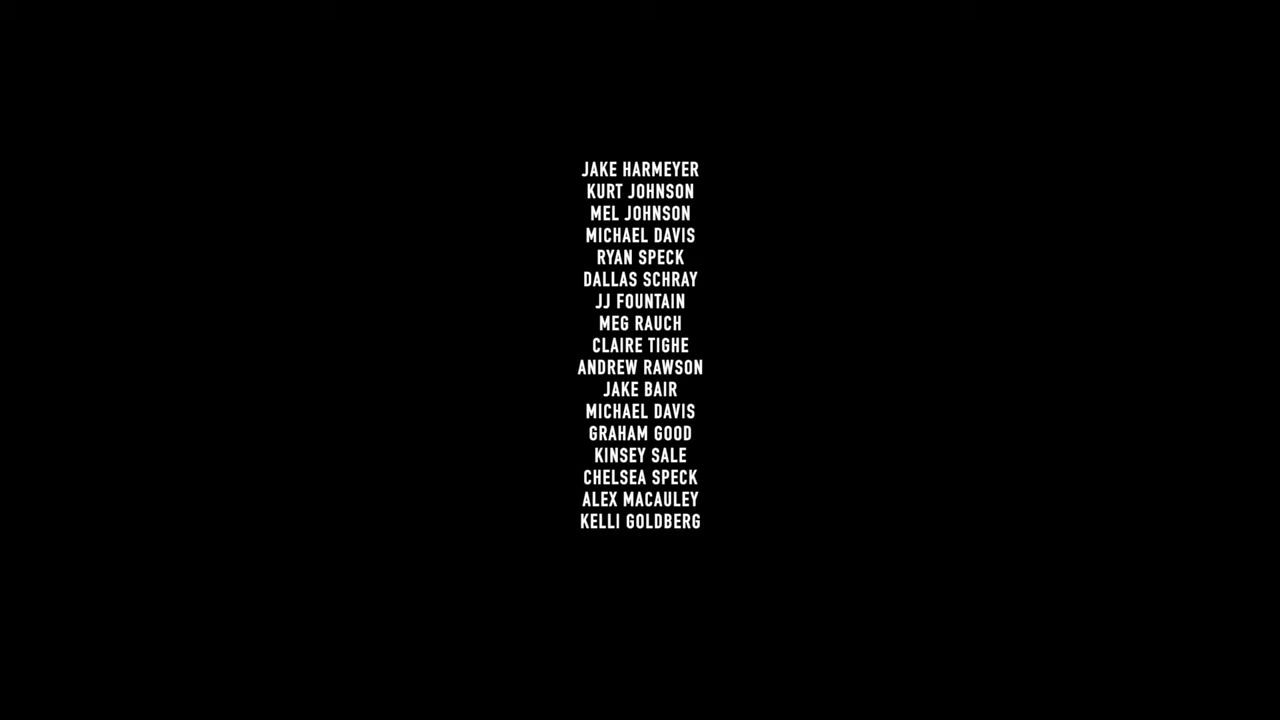 JAKE HARMEYER
KURT JOHNSON
MEL JOHNSON
MICHAEL DAVIS
RYAN SPECK
DALLAS SCHRAY
JJ FOUNTAIN
MEG RAUCH
CLAIRE TIGHE
ANDREW RAWSON
JAKE BAIR
MICHAEL DAVIS
GRAHAM GOOD
KINSEY SALE
CHELSEA SPECK
ALEX MACAULEY
KELLI GOLDBERG